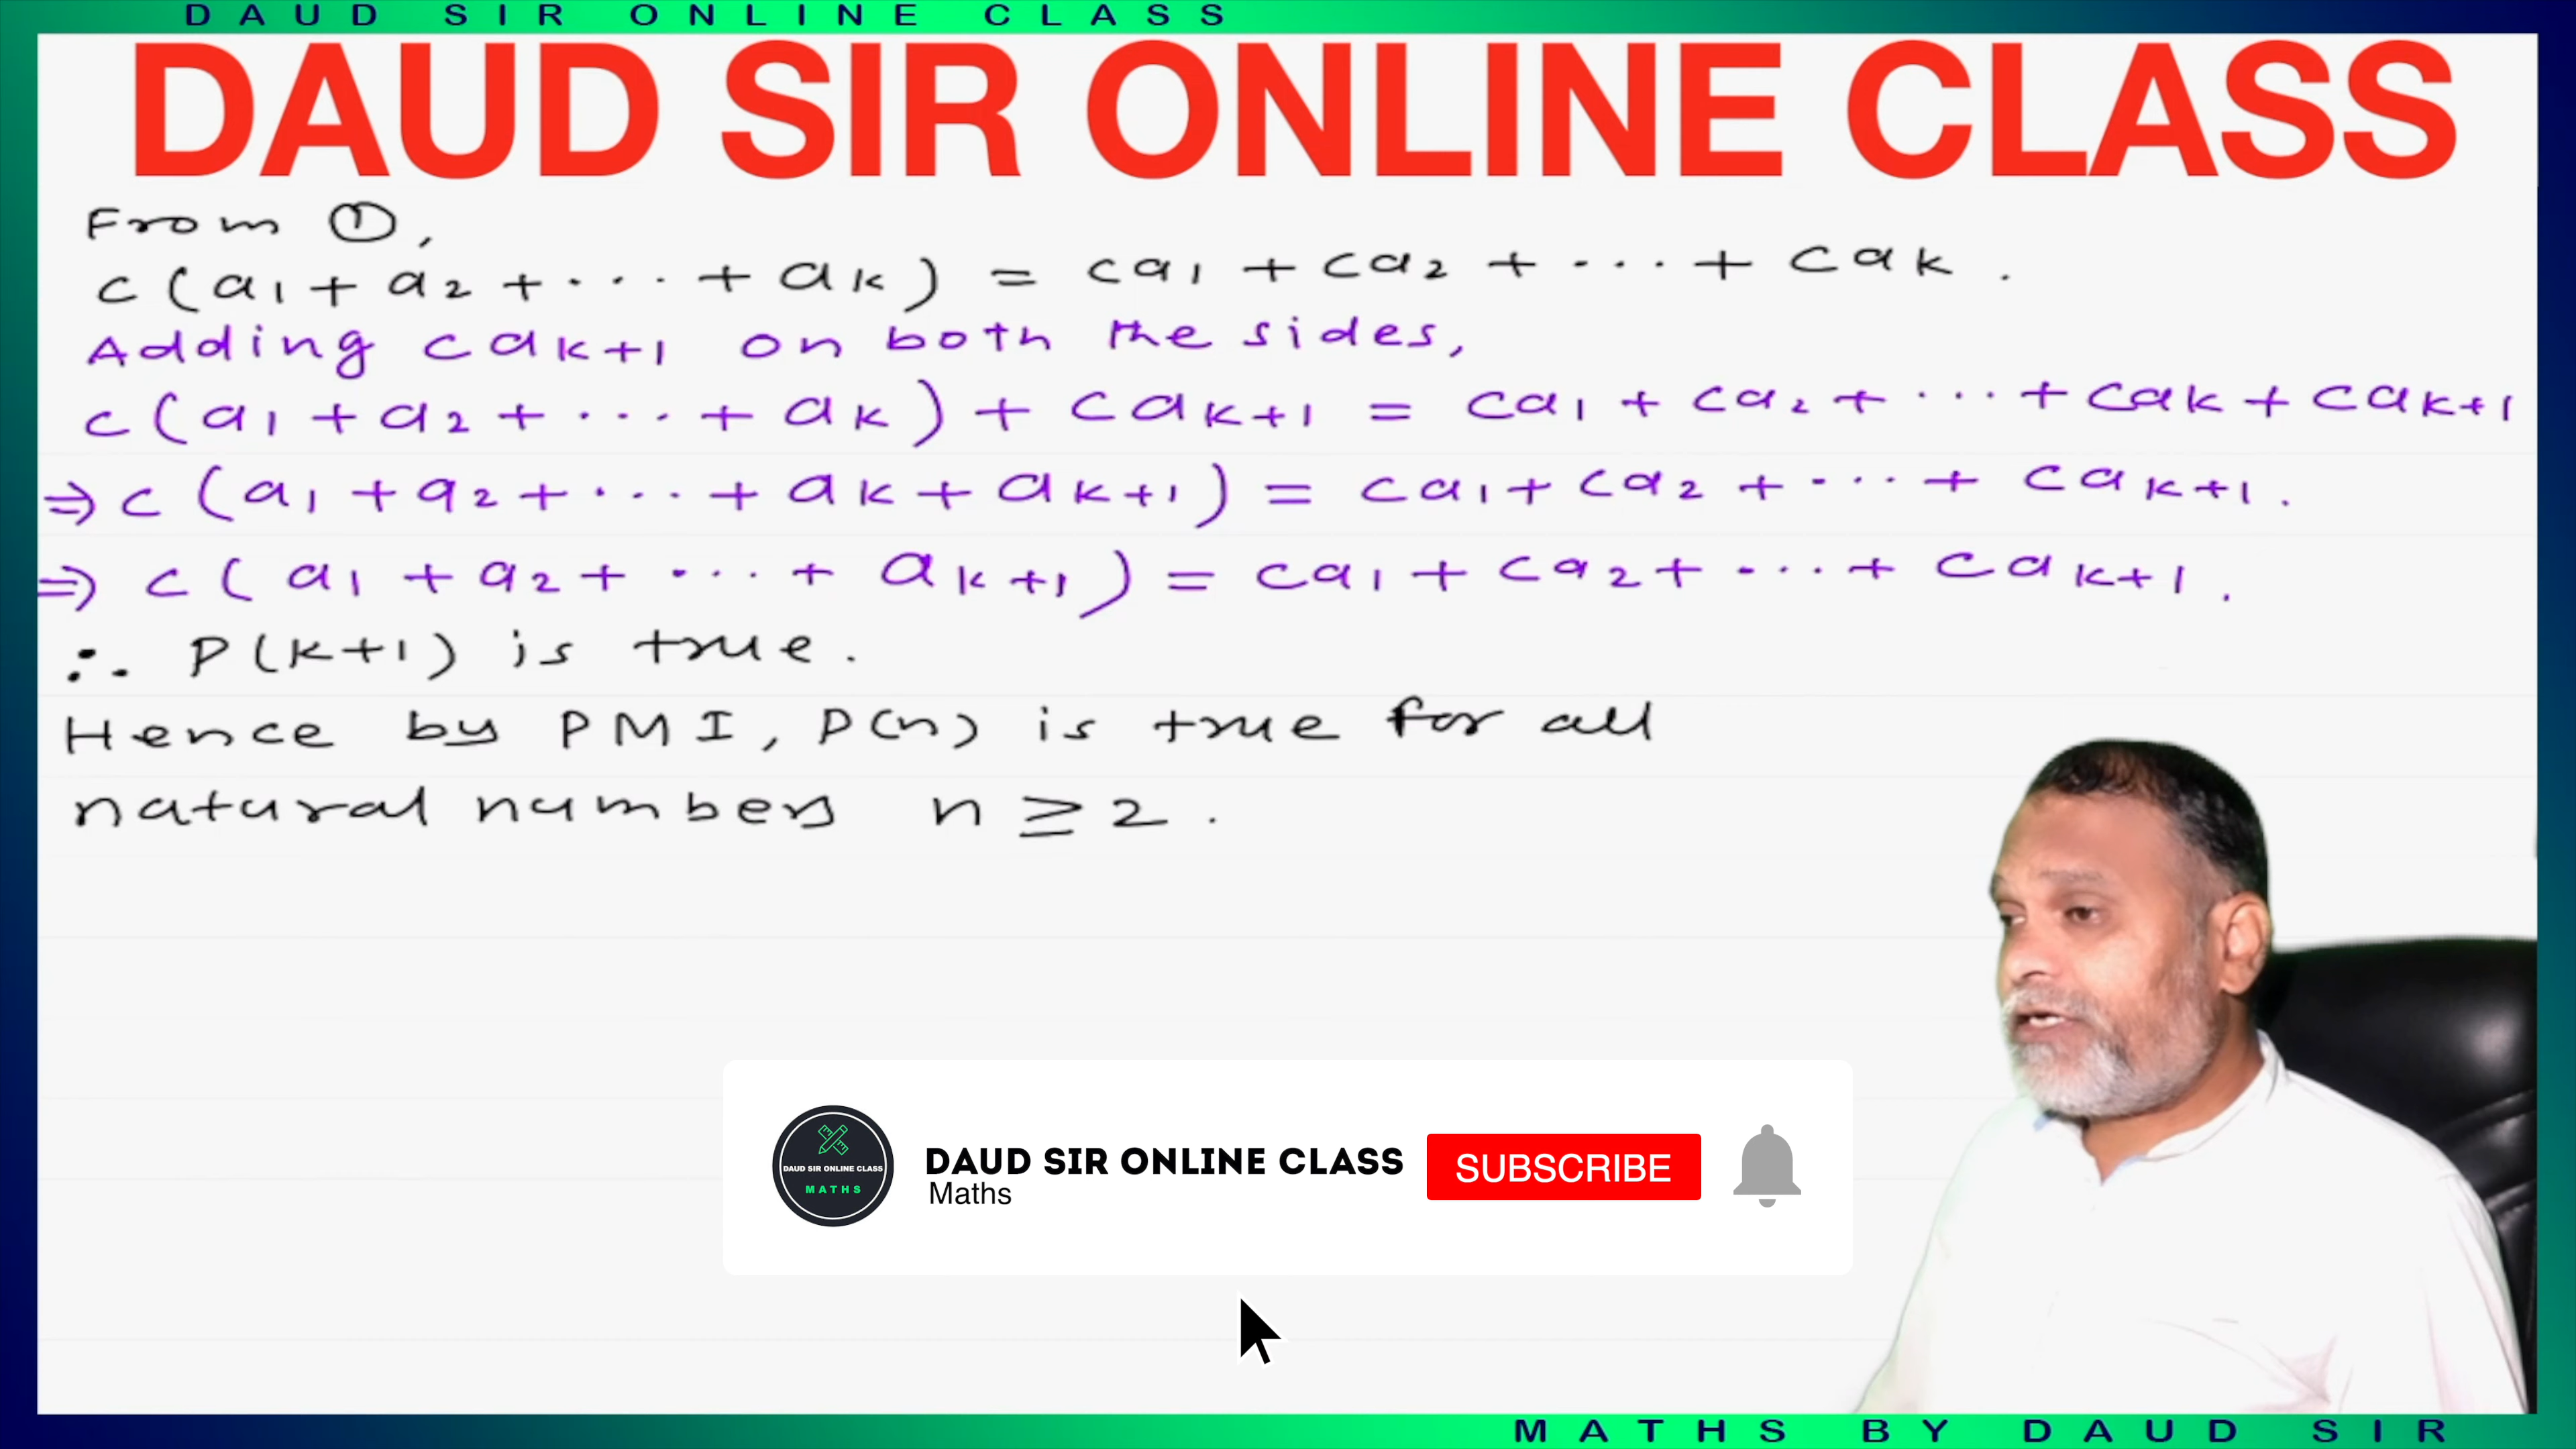 DAUD SIR ONLINE CLASS
DAUD SIR ONLINE CLASS
From ①,
c(a₁ + a₂ + ... + aₖ) = ca₁ + ca₂ + ... + caₖ.
Adding caₖ₊₁ on both the sides,
c(a₁ + a₂ + ... + aₖ) + caₖ₊₁ = ca₁ + ca₂ + ... + caₖ + caₖ₊₁
⇒ c(a₁ + a₂ + ... + aₖ + aₖ₊₁) = ca₁ + ca₂ + ... + caₖ₊₁.
⇒ c(a₁ + a₂ + ... + aₖ₊₁) = ca₁ + ca₂ + ... + caₖ₊₁.
∴ P(k+1) is true.
Hence by PMI, P(n) is true for all
natural numbers n ≥ 2.
DAUD SIR ONLINE CLASS
MATHS
DAUD SIR ONLINE CLASS
Maths
SUBSCRIBE
MATHS BY DAUD SIR